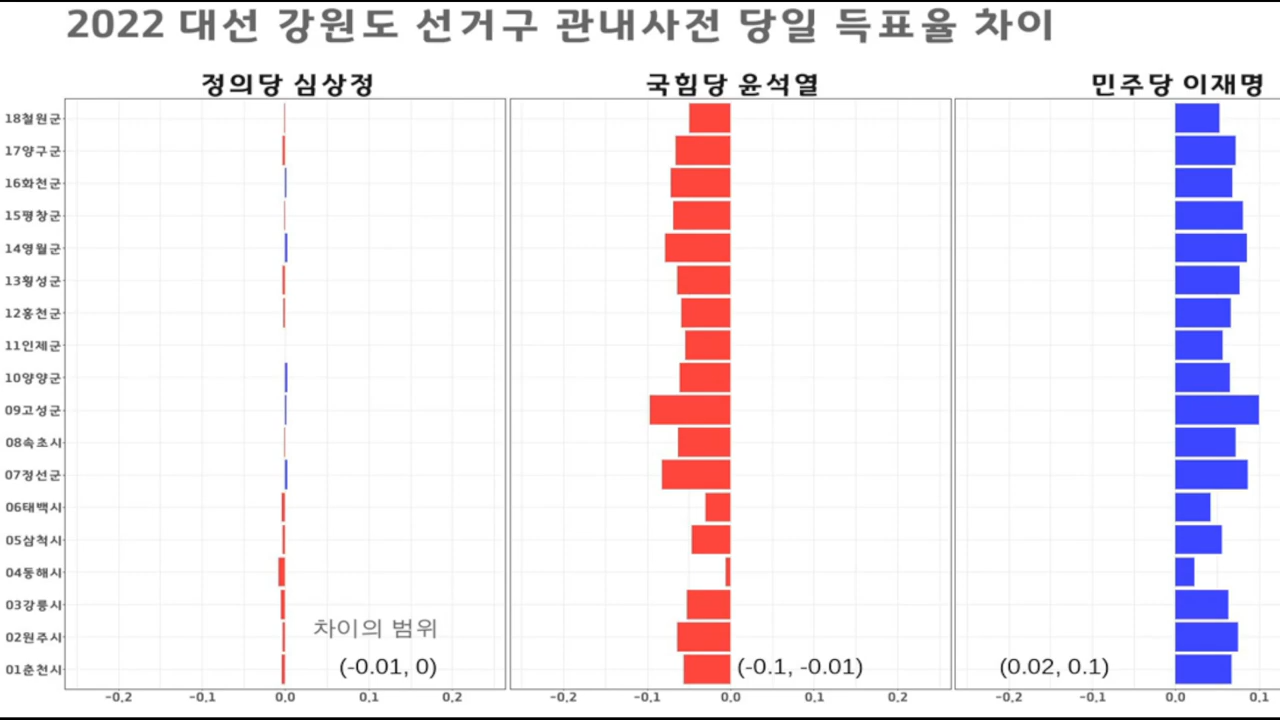 2022 대선 강원도 선거구 관내사전 당일 득표율 차이
정의당 심상정
국힘당 윤석열
민주당 이재명
18철원군
17양구군
16화천군
15평창군
14영월군
13횡성군
12홍천군
11인제군
10양양군
09고성군
08속초시
07정선군
06태백시
05삼척시
04동해시
03강릉시
02원주시
01춘천시
차이의 범위
(-0.01, 0)
(-0.1, -0.01)
(0.02, 0.1)
-0.2 -0.1 0.0 0.1 0.2
-0.1 0.0 0.1 0.2
-0.2 -0.1 0.0 0.1